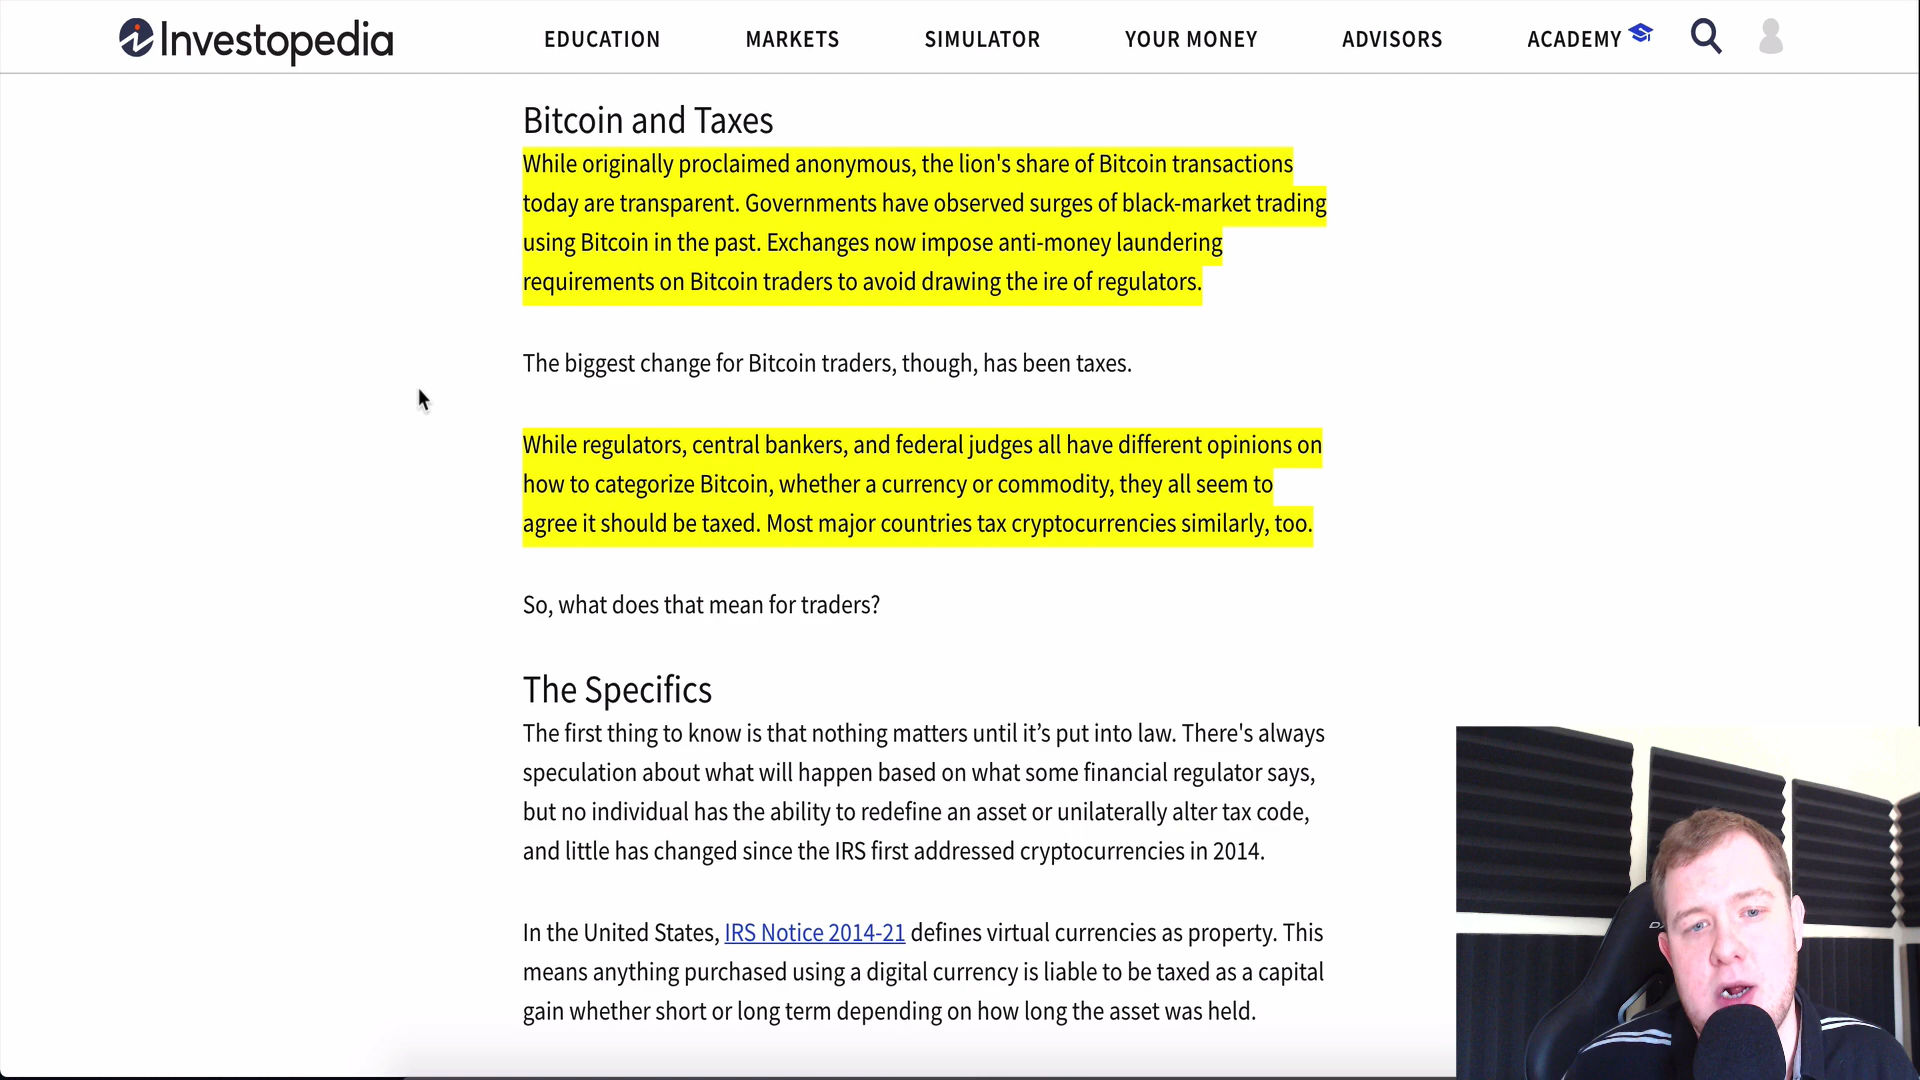 Investopedia
EDUCATION MARKETS SIMULATOR YOUR MONEY ADVISORS ACADEMY
Bitcoin and Taxes
While originally proclaimed anonymous, the lion's share of Bitcoin transactions
today are transparent. Governments have observed surges of black-market trading
using Bitcoin in the past. Exchanges now impose anti-money laundering
requirements on Bitcoin traders to avoid drawing the ire of regulators.
The biggest change for Bitcoin traders, though, has been taxes.
While regulators, central bankers, and federal judges all have different opinions on
how to categorize Bitcoin, whether a currency or commodity, they all seem to
agree it should be taxed. Most major countries tax cryptocurrencies similarly, too.
So, what does that mean for traders?
The Specifics
The first thing to know is that nothing matters until it’s put into law. There's always
speculation about what will happen based on what some financial regulator says,
but no individual has the ability to redefine an asset or unilaterally alter tax code,
and little has changed since the IRS first addressed cryptocurrencies in 2014.
In the United States, IRS Notice 2014-21 defines virtual currencies as property. This
means anything purchased using a digital currency is liable to be taxed as a capital
gain whether short or long term depending on how long the asset was held.